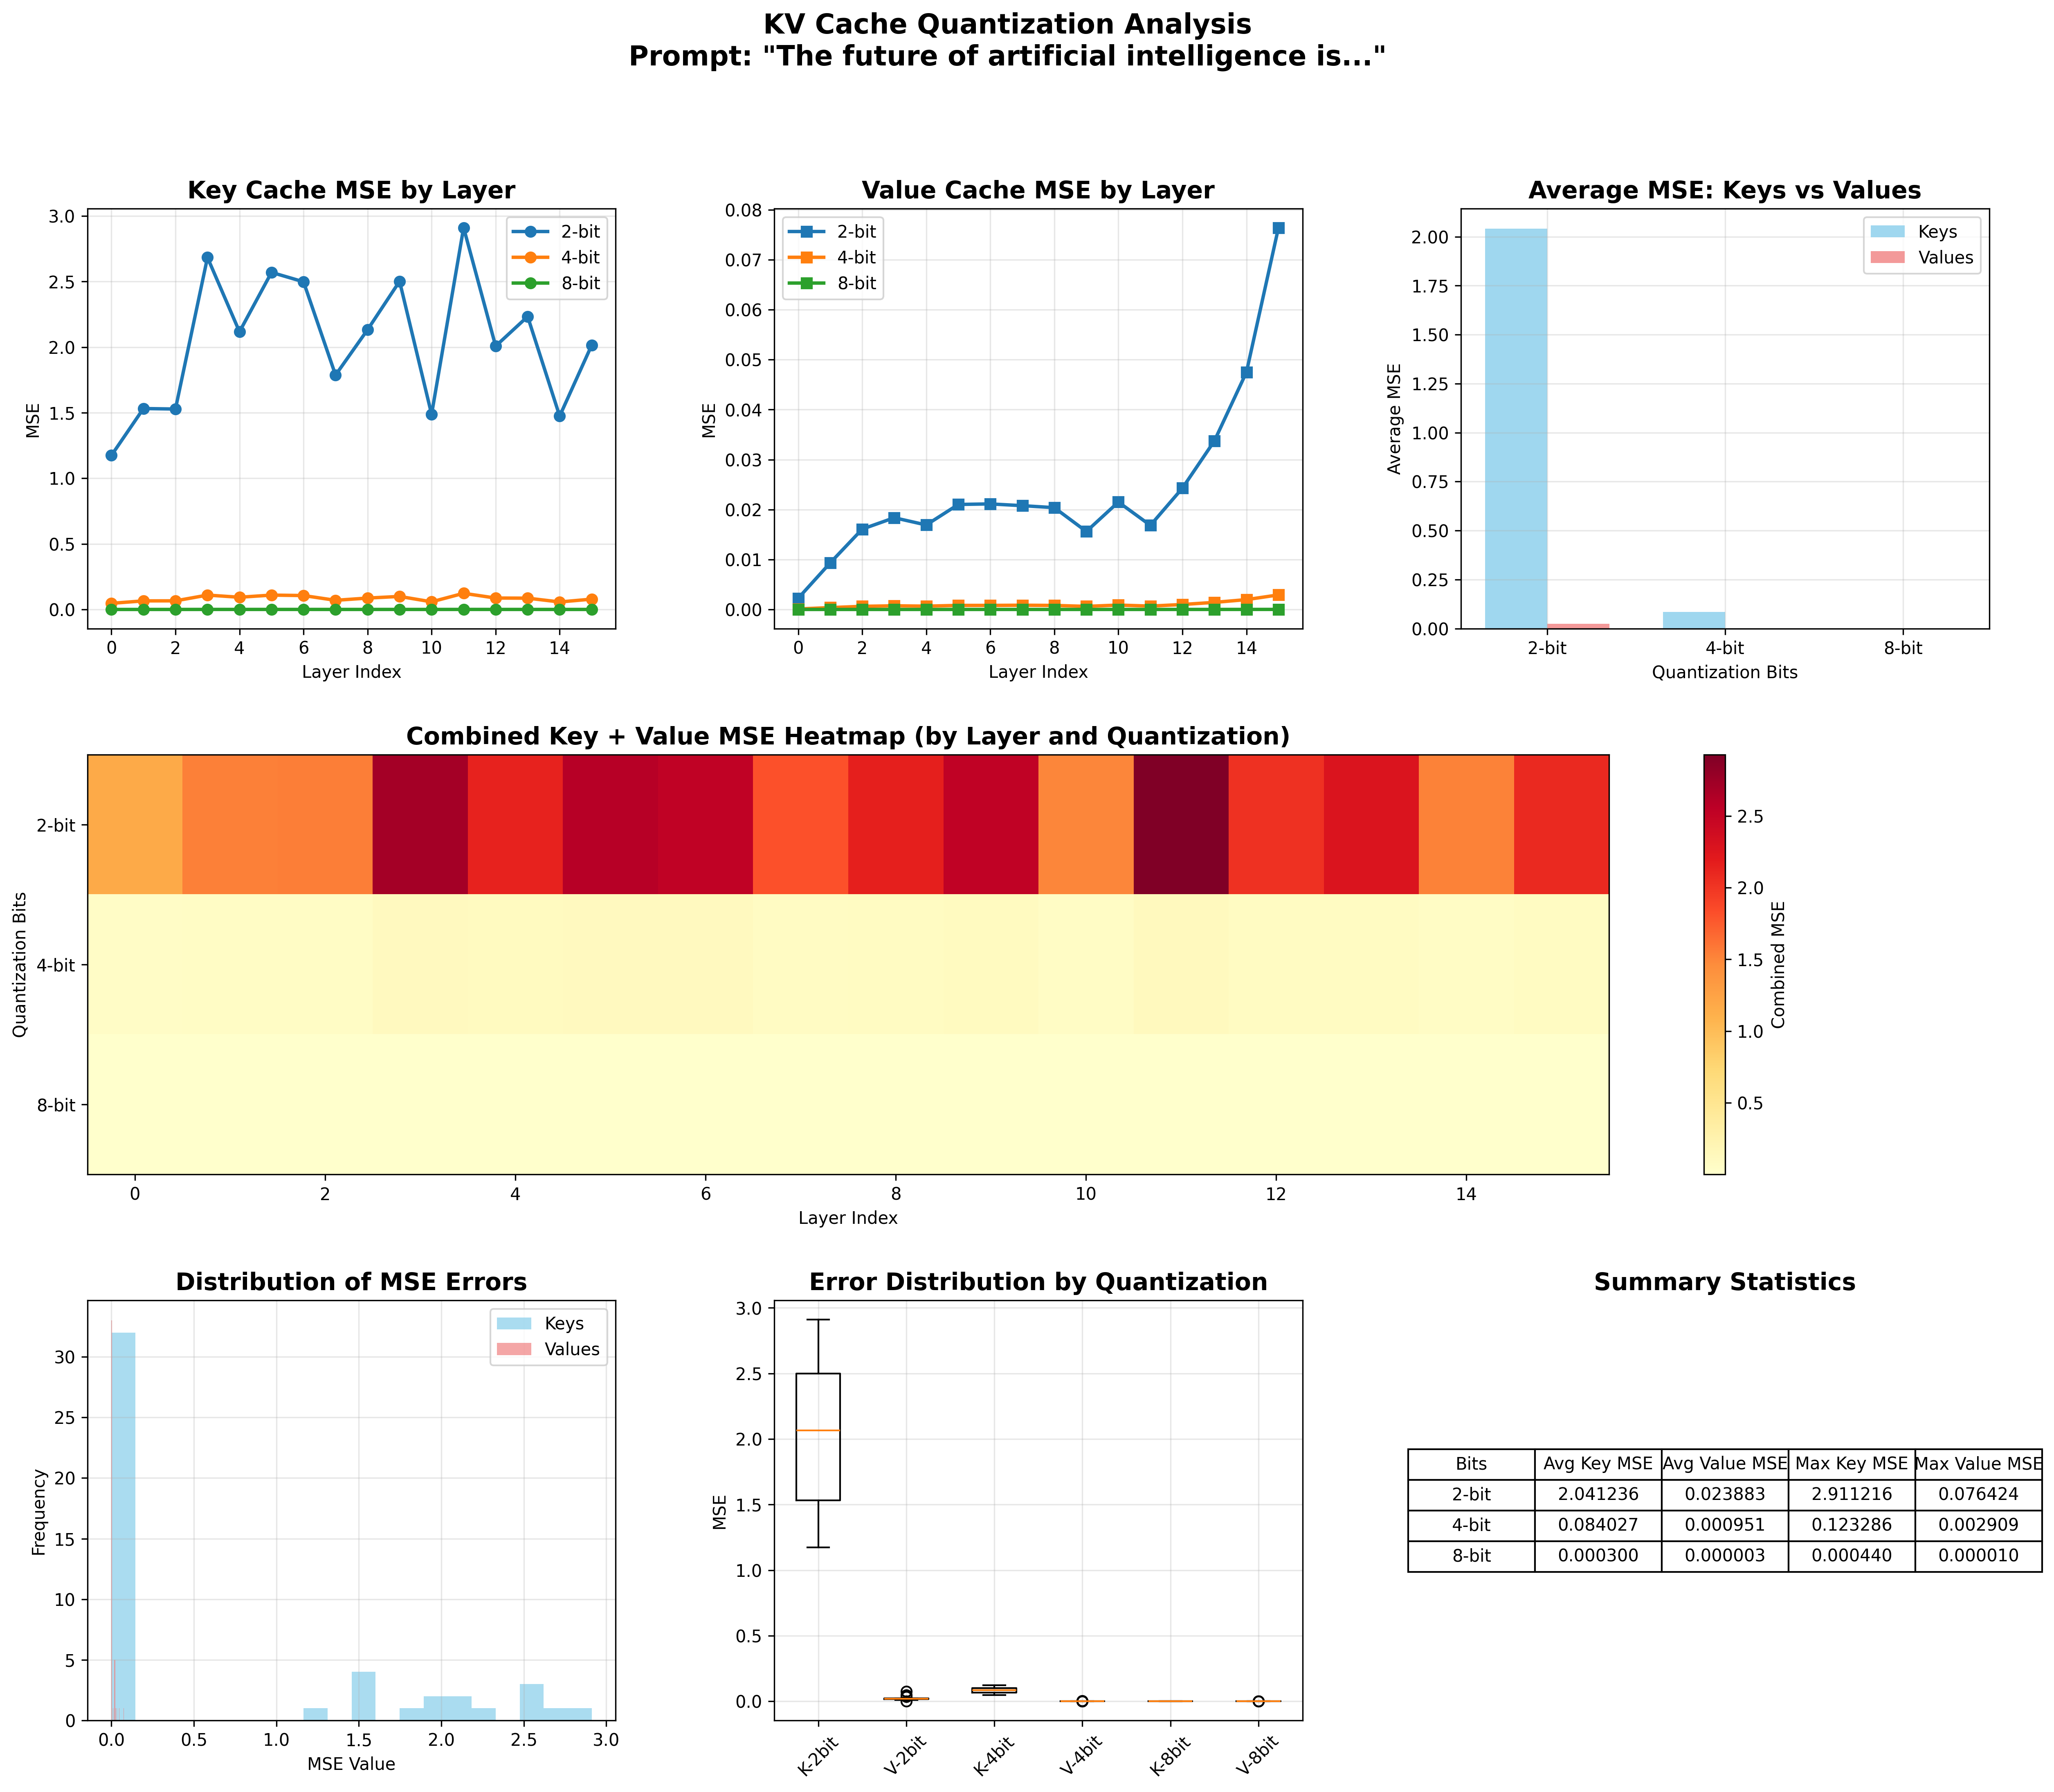 KV Cache Quantization Analysis
Prompt: "The future of artificial intelligence is..."
Key Cache MSE by Layer
3.0
2.5
2.0
1.5
1.0
0.5
0.0
MSE
2-bit
4-bit
8-bit
0 2 4 6 8 10 12 14
Layer Index
Value Cache MSE by Layer
0.08
0.07
0.06
0.05
0.04
0.03
0.02
0.01
0.00
MSE
2-bit
4-bit
8-bit
0 2 4 6 8 10 12 14
Layer Index
Average MSE: Keys vs Values
2.00
1.75
1.50
1.25
1.00
0.75
0.50
0.25
0.00
Average MSE
Keys
Values
2-bit 4-bit 8-bit
Quantization Bits
Combined Key + Value MSE Heatmap (by Layer and Quantization)
Quantization Bits
2-bit
4-bit
8-bit
0 2 4 6 8 10 12 14
Layer Index
2.5
2.0
1.5
1.0
0.5
Combined MSE
Distribution of MSE Errors
30
25
20
15
10
5
0
Frequency
Keys
Values
0.0 0.5 1.0 1.5 2.0 2.5 3.0
MSE Value
Error Distribution by Quantization
3.0
2.5
2.0
1.5
1.0
0.5
0.0
MSE
K-2bit V-2bit K-4bit V-4bit K-8bit V-8bit
Summary Statistics
Bits Avg Key MSE Avg Value MSE Max Key MSE Max Value MSE
2-bit 2.041236 0.023883 2.911216 0.076424
4-bit 0.084027 0.000951 0.123286 0.002909
8-bit 0.000300 0.000003 0.000440 0.000010